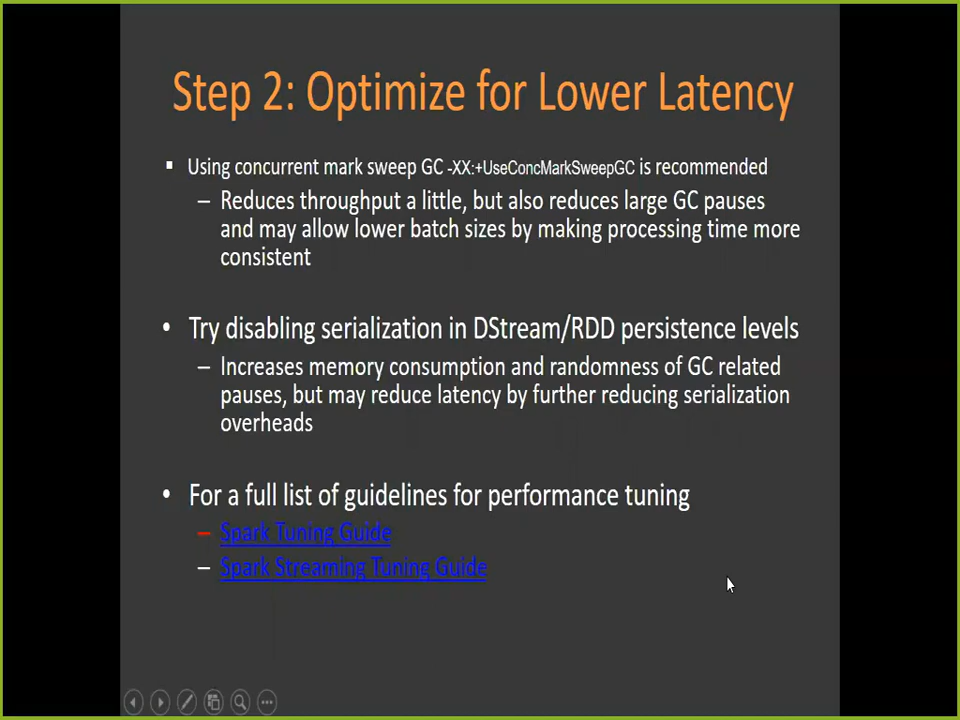 Step 2: Optimize for Lower Latency
▪ Using concurrent mark sweep GC -XX:+UseConcMarkSweepGC is recommended
– Reduces throughput a little, but also reduces large GC pauses
and may allow lower batch sizes by making processing time more
consistent
• Try disabling serialization in DStream/RDD persistence levels
– Increases memory consumption and randomness of GC related
pauses, but may reduce latency by further reducing serialization
overheads
• For a full list of guidelines for performance tuning
– Spark Tuning Guide
– Spark Streaming Tuning Guide